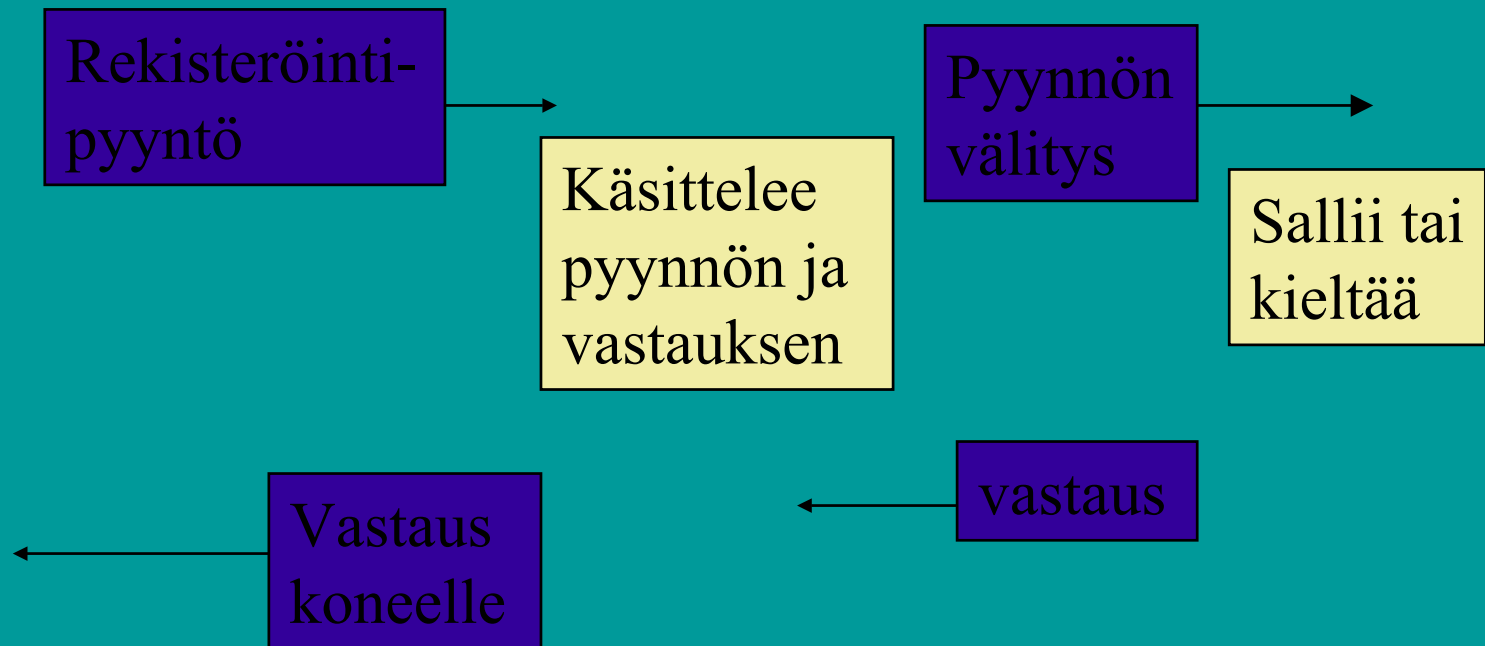 Rekisteröinti-
pyyntö
Käsittelee
pyynnön ja
vastauksen
Pyynnön
välitys
Sallii tai
kieltää
vastaus
Vastaus
koneelle